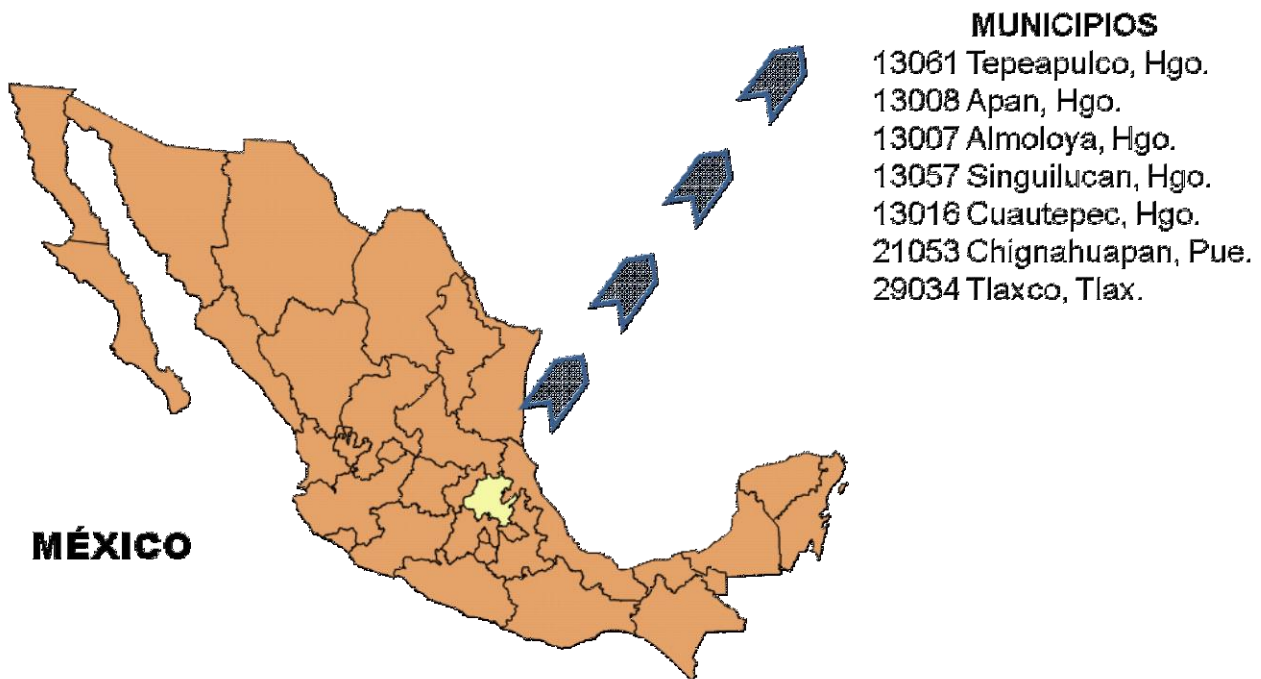 MUNICIPIOS
13061 Tepeapulco, Hgo.
13008 Apan, Hgo.
13007 Almoloya, Hgo.
13057 Singuilucan, Hgo.
13016 Cuautepec, Hgo.
21053 Chignahuapan, Pue.
29034 Tlaxco, Tlax.
MÉXICO